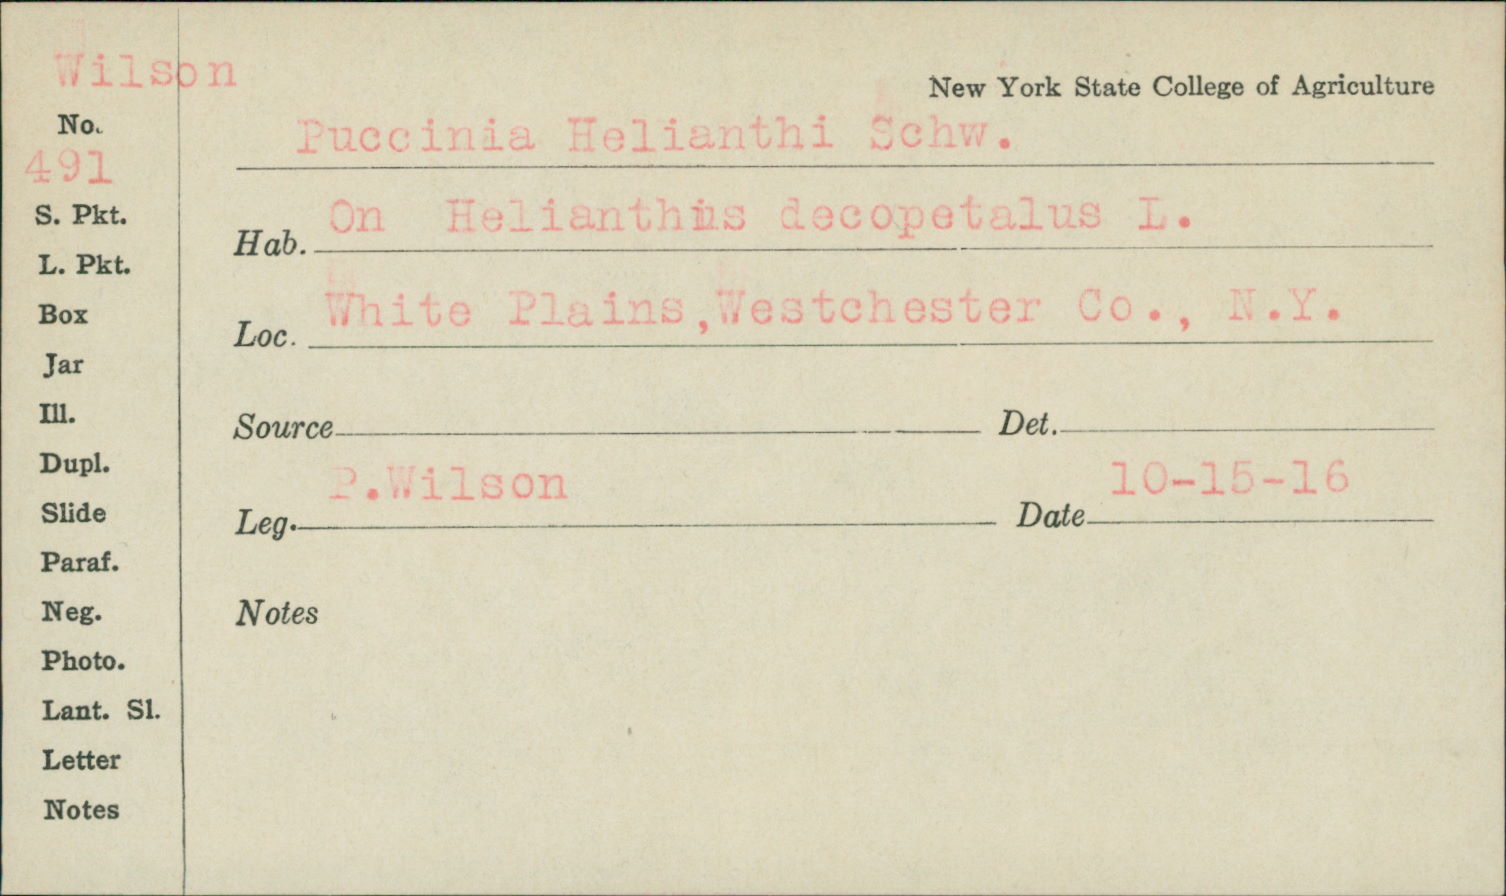 Wilson
New York State College of Agriculture
No.
491
Puccinia Helianthi Schw.
S. Pkt.
Hab. On Helianthus decopetalus L.
L. Pkt.
Box
Loc. White Plains,Westchester Co., N.Y.
Jar
Ill.
Source Det.
Dupl.
Slide
Leg. P.Wilson Date 10-15-16
Paraf.
Neg.
Notes
Photo.
Lant. Sl.
Letter
Notes